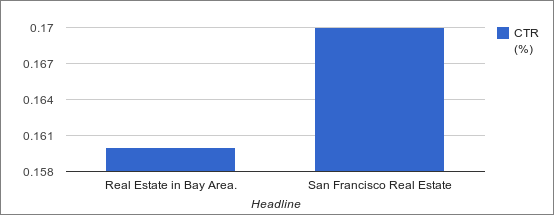 0.17
0.167
0.164
0.161
0.158
Real Estate in Bay Area.
San Francisco Real Estate
Headline
CTR
(%)